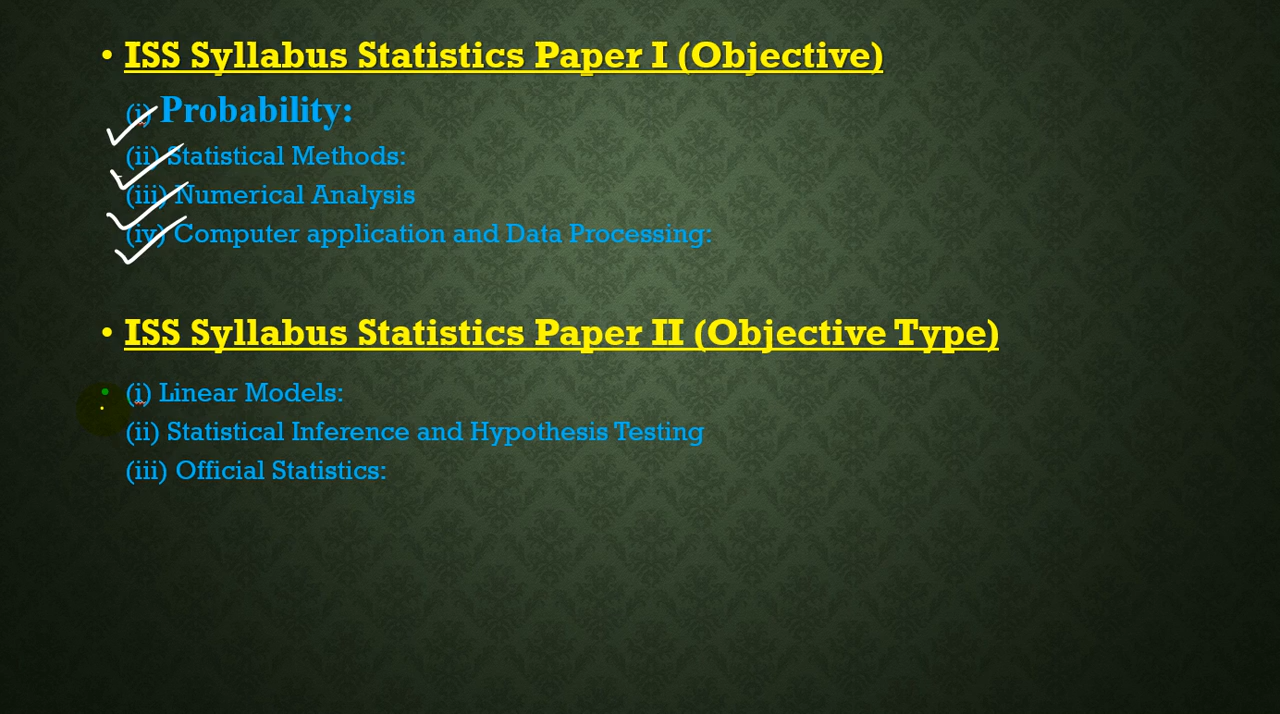 • ISS Syllabus Statistics Paper I (Objective)
(i) Probability:
(ii) Statistical Methods:
(iii) Numerical Analysis
(iv) Computer application and Data Processing:
• ISS Syllabus Statistics Paper II (Objective Type)
• (i) Linear Models:
(ii) Statistical Inference and Hypothesis Testing
(iii) Official Statistics: